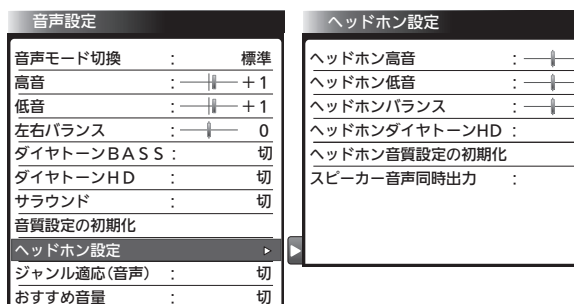 音声設定
音声モード切換 : 標準
高音 : +1
低音 : +1
左右バランス : 0
ダイヤトーンBASS : 切
ダイヤトーンHD : 切
サラウンド : 切
音質設定の初期化
ヘッドホン設定
ジャンル適応(音声) : 切
おすすめ音量 : 切
ヘッドホン設定
ヘッドホン高音 :
ヘッドホン低音 :
ヘッドホンバランス :
ヘッドホンダイヤトーンHD :
ヘッドホン音質設定の初期化
スピーカー音声同時出力 :